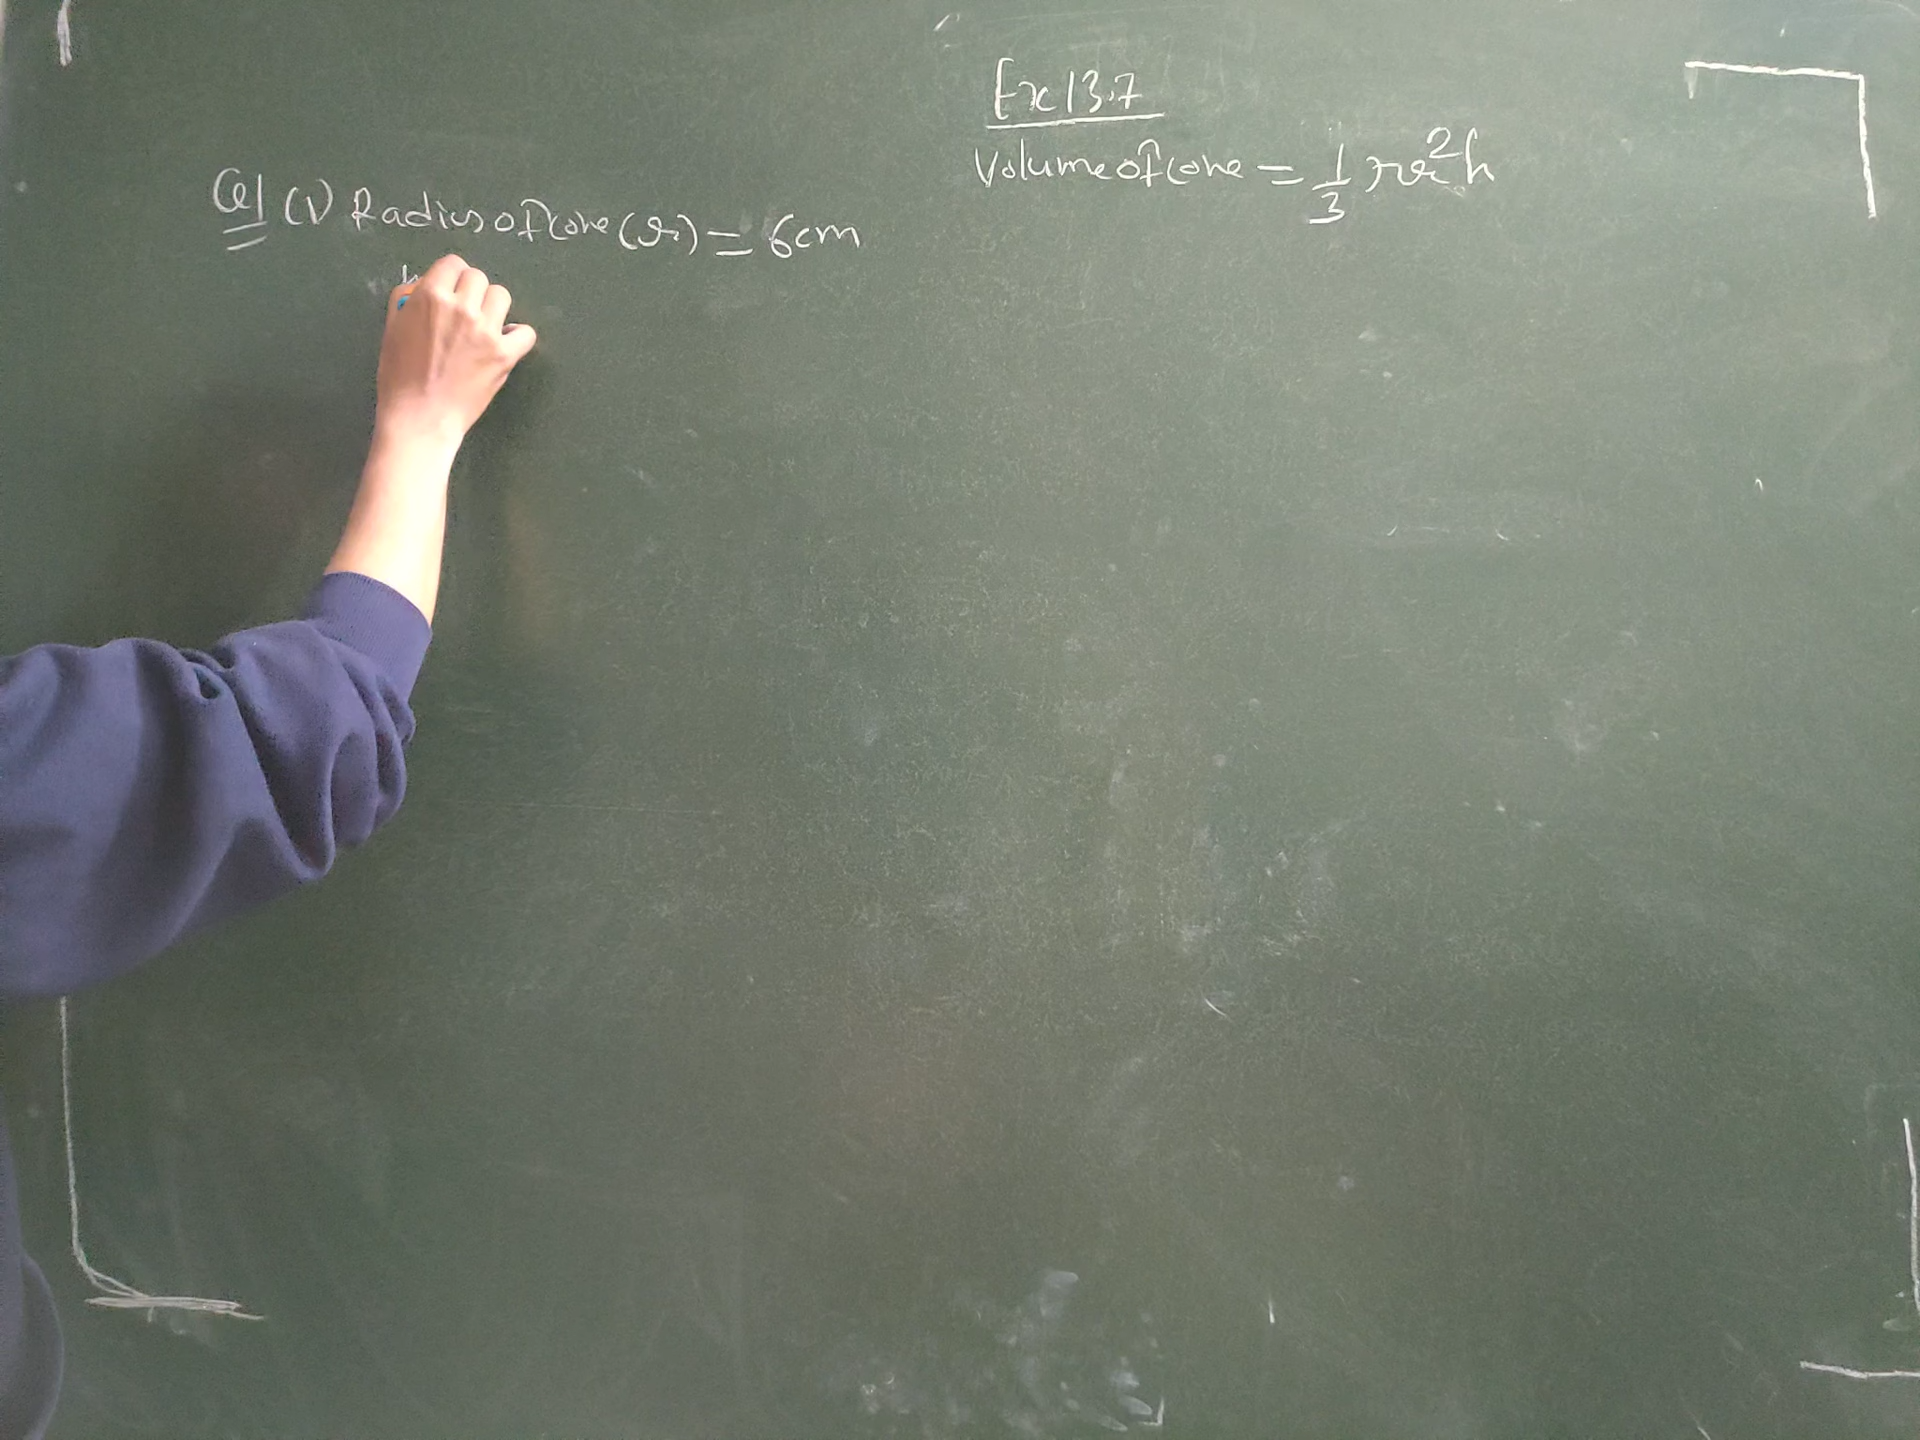 Ex 13.7
Volume of cone = 1/3 πr²h
Q1 (i) Radius of cone (r) = 6cm
h